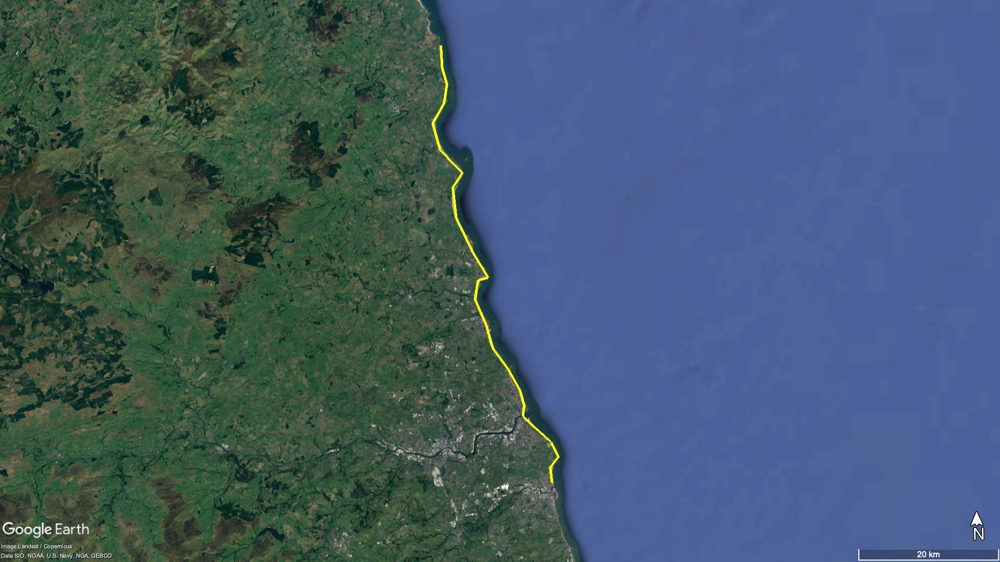 Google Earth
Image Landsat / Copernicus
Data SIO, NOAA, U.S. Navy, NGA, GEBCO
N
20 km